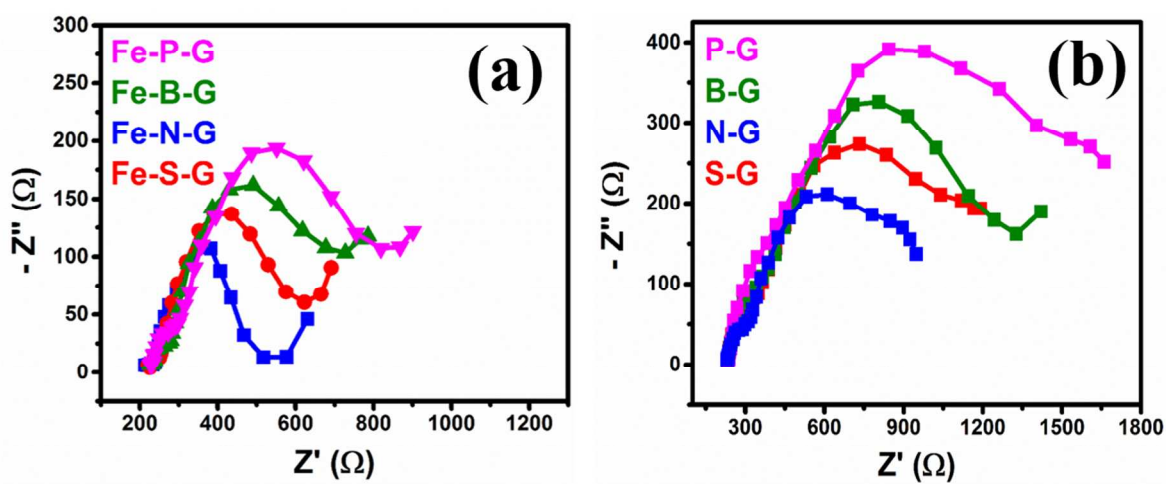 (a)
Fe-P-G
Fe-B-G
Fe-N-G
Fe-S-G
300
250
200
150
100
50
0
- Z" (Ω)
200
400
600
800
1000
1200
Z' (Ω)
(b)
P-G
B-G
N-G
S-G
400
300
200
100
0
- Z" (Ω)
300
600
900
1200
1500
1800
Z' (Ω)